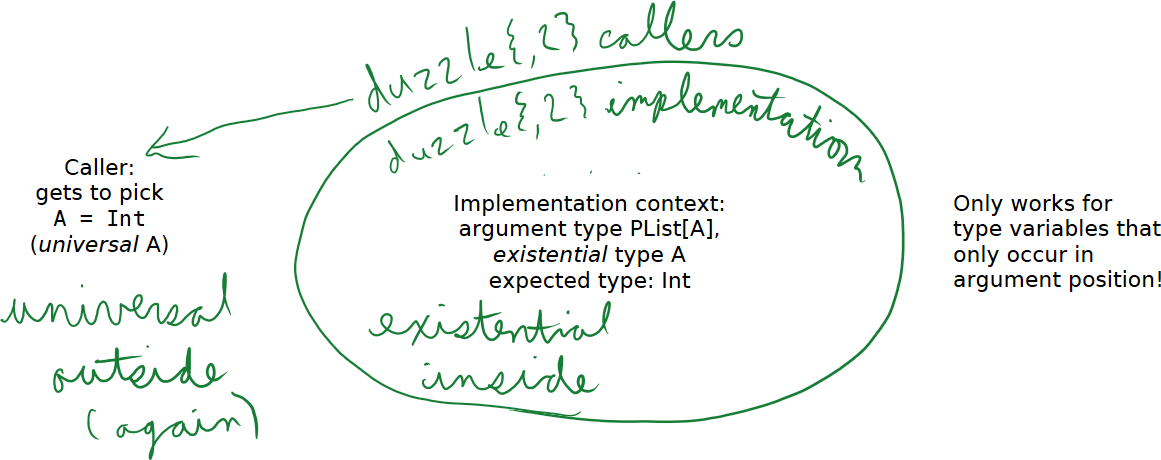 duzzle{,2} callers
duzzle{,2} implementation
Caller:
gets to pick
A = Int
(universal A)
universal
outside
(again)
Implementation context:
argument type PList[A],
existential type A
expected type: Int
existential
inside
Only works for
type variables that
only occur in
argument position!